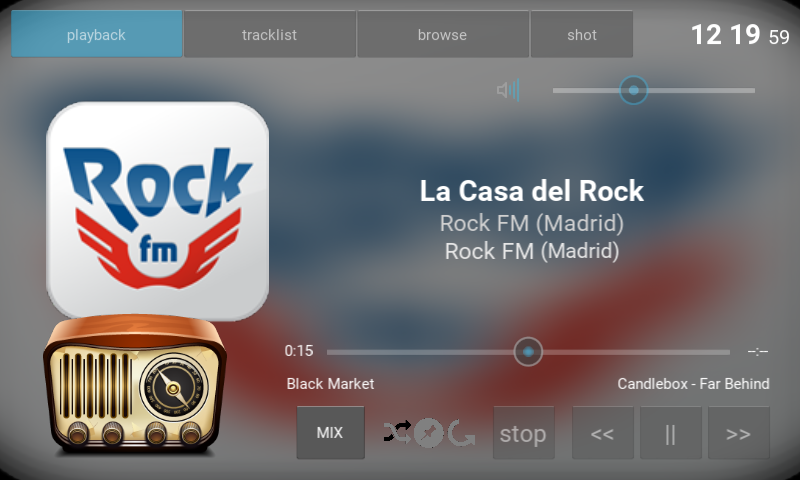 playback
tracklist
browse
shot
12 19 59
Rock
fm
La Casa del Rock
Rock FM (Madrid)
Rock FM (Madrid)
0:15
--:--
Black Market
Candlebox - Far Behind
MIX
stop
<<
||
>>